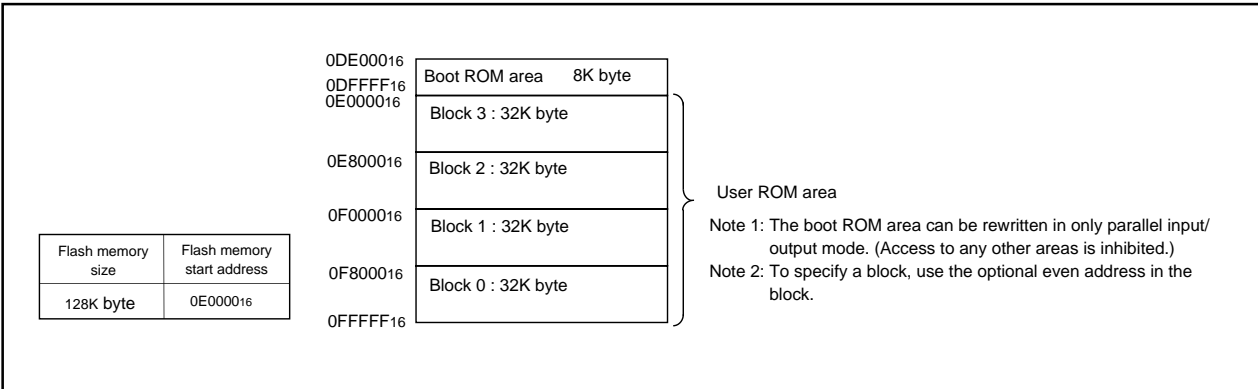 0DE00016
Boot ROM area 8K byte
0DFFFF16
0E000016
Block 3 : 32K byte
0E800016
Block 2 : 32K byte
0F000016
Block 1 : 32K byte
0F800016
Block 0 : 32K byte
0FFFFF16
User ROM area
Note 1: The boot ROM area can be rewritten in only parallel input/
output mode. (Access to any other areas is inhibited.)
Note 2: To specify a block, use the optional even address in the
block.
Flash memory size
Flash memory start address
128K byte
0E000016